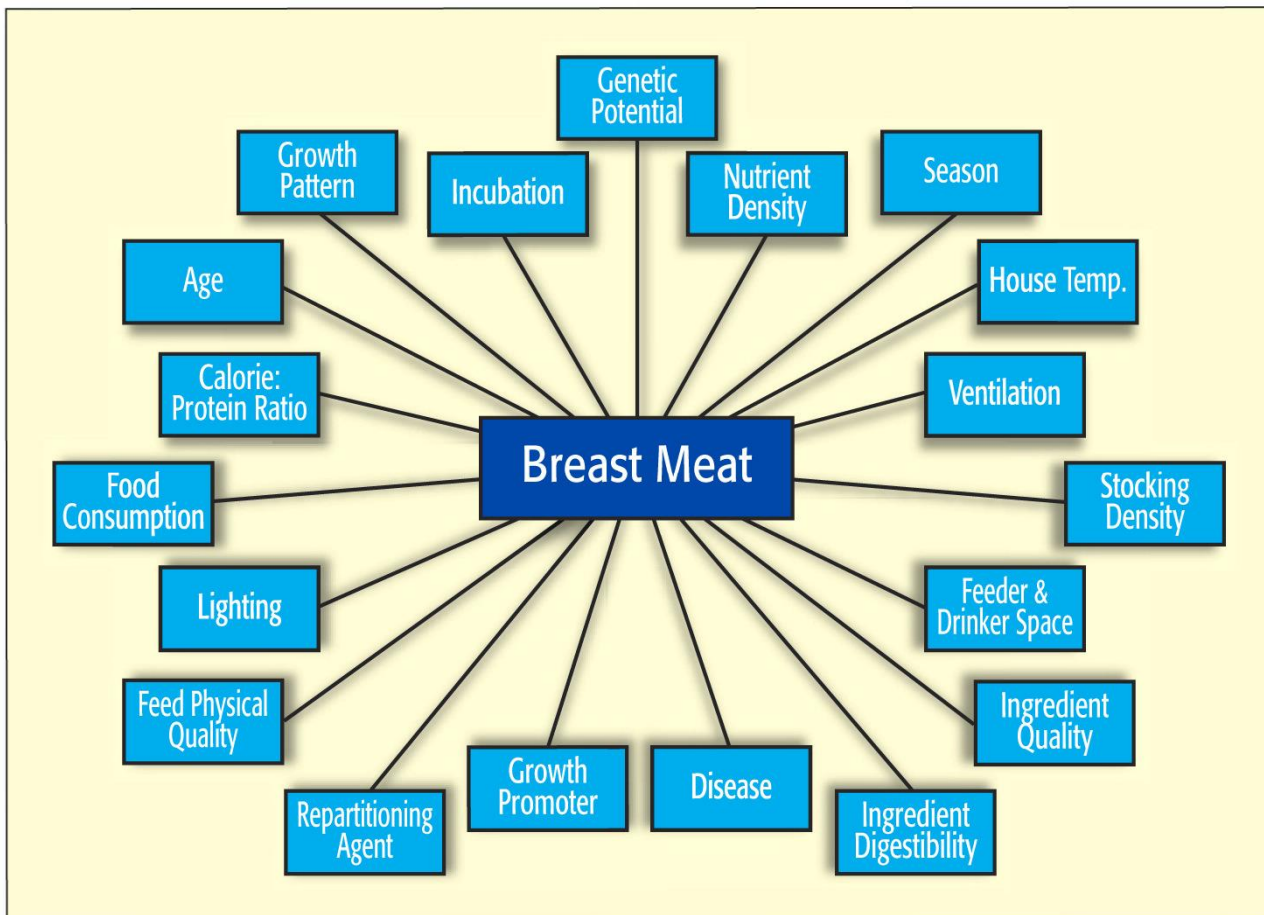 Genetic
Potential
Growth
Pattern
Incubation
Nutrient
Density
Season
Age
House Temp.
Calorie:
Protein Ratio
Ventilation
Breast Meat
Food
Consumption
Stocking
Density
Lighting
Feeder &
Drinker Space
Feed Physical
Quality
Ingredient
Quality
Growth
Promoter
Disease
Repartitioning
Agent
Ingredient
Digestibility